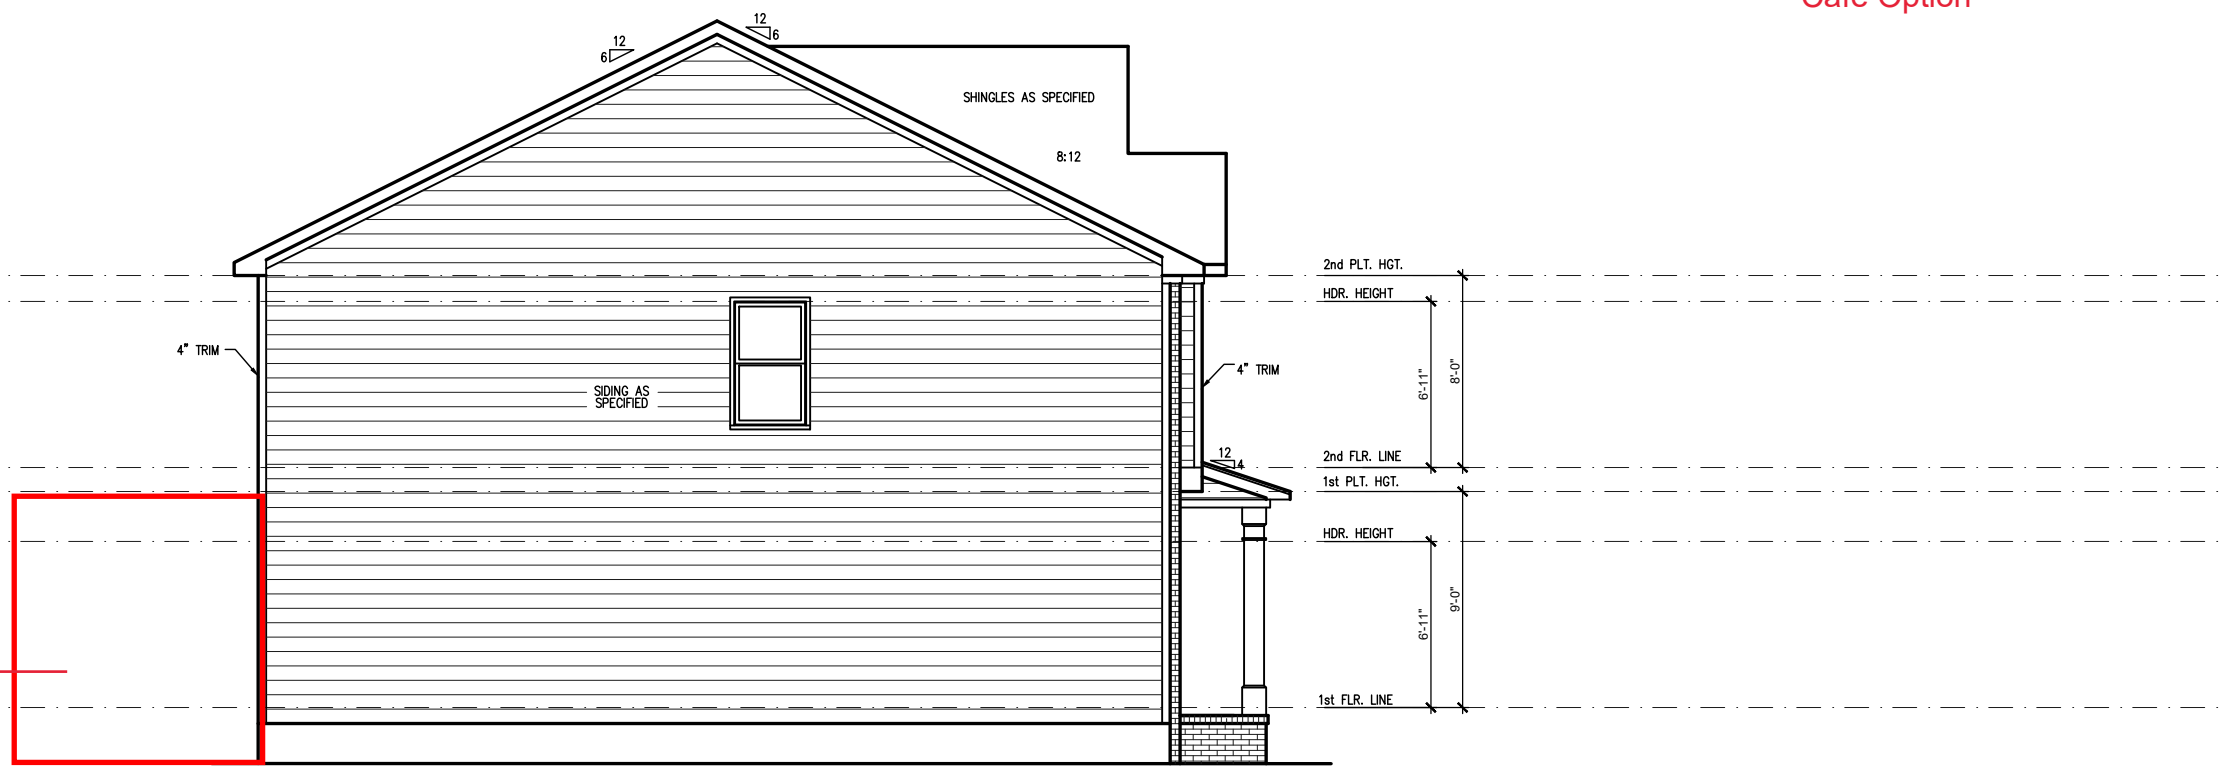 Cafe Option
12
6
12
6
SHINGLES AS SPECIFIED
8:12
2nd PLT. HGT.
HDR. HEIGHT
4" TRIM
4" TRIM
6'-11"
8'-0"
SIDING AS
SPECIFIED
12
4
2nd FLR. LINE
1st PLT. HGT.
HDR. HEIGHT
6'-11"
9'-0"
1st FLR. LINE